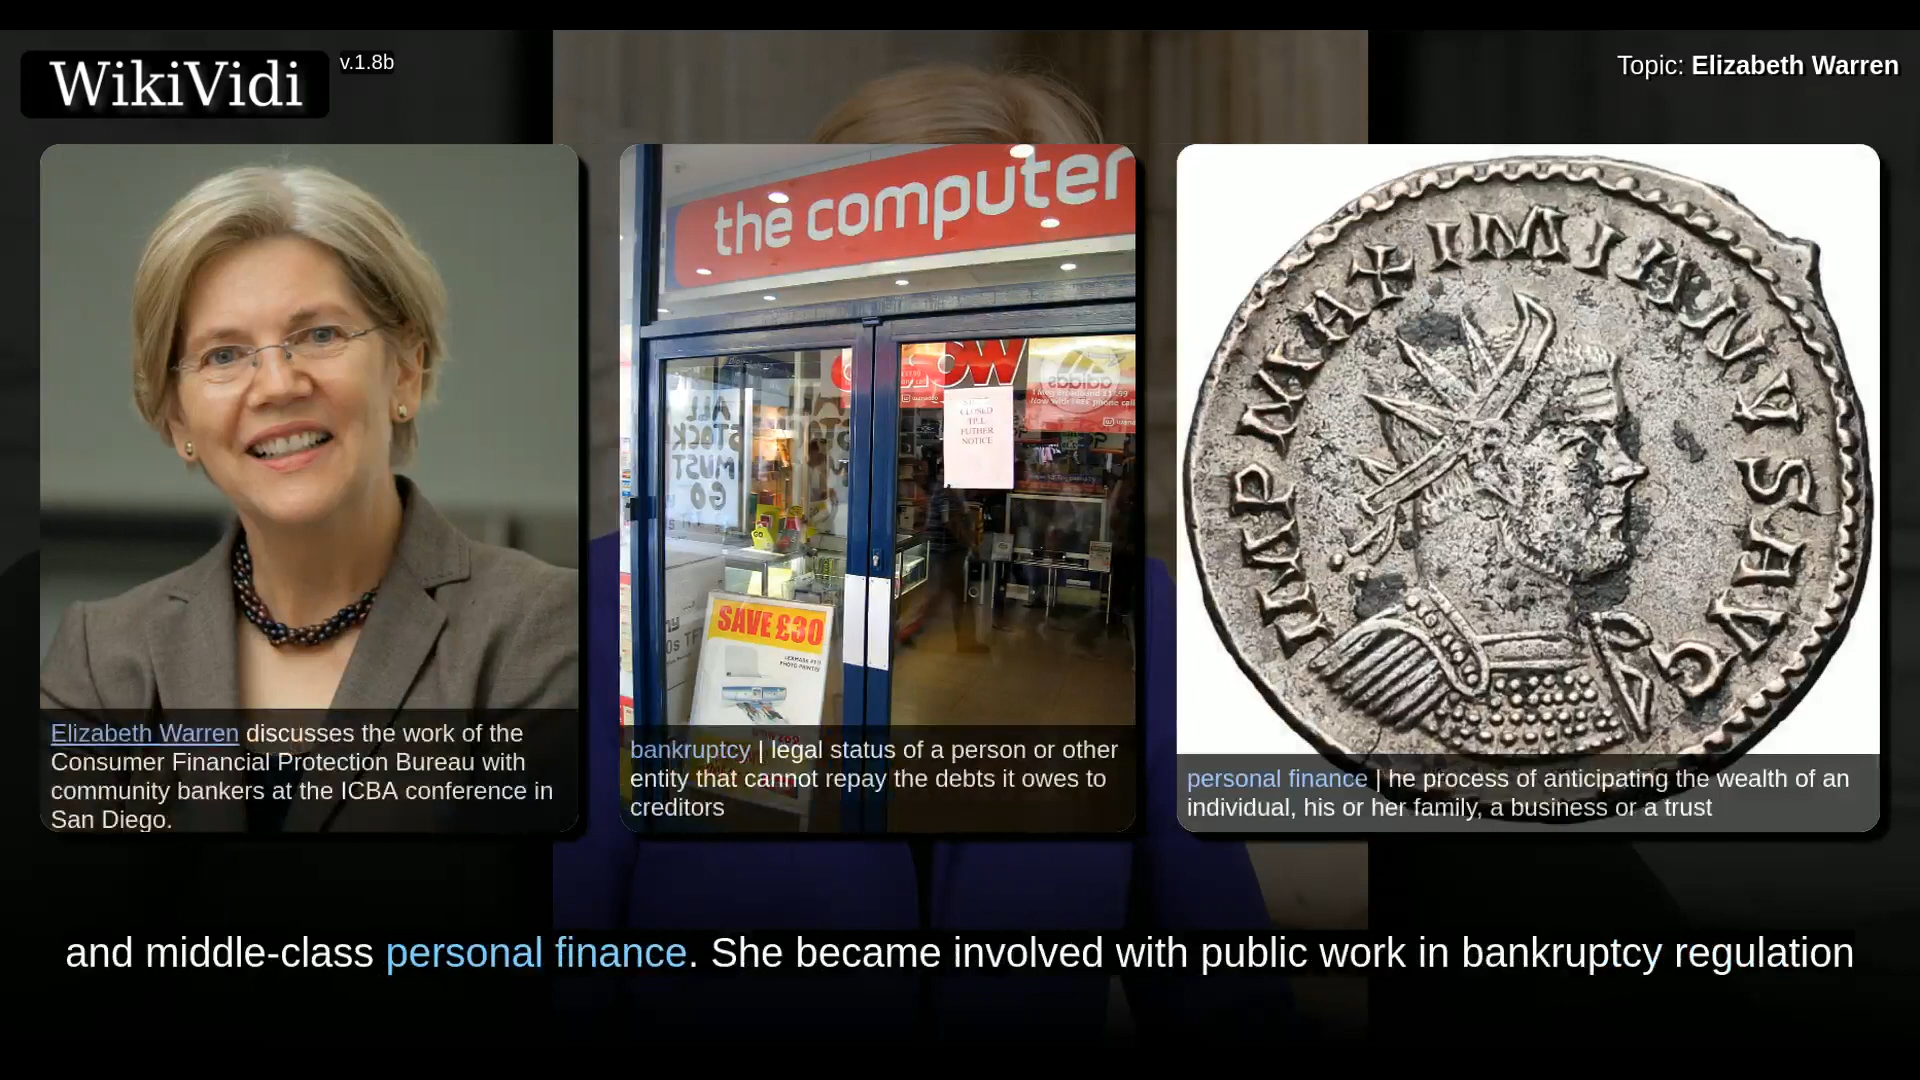 WikiVidi
v.1.8b
Topic: Elizabeth Warren
the computer
CLOSED
TILL
FUTHER
NOTICE
ALL
STOCK
MUST
GO
SAVE £30
Elizabeth Warren discusses the work of the
Consumer Financial Protection Bureau with
community bankers at the ICBA conference in
San Diego.
bankruptcy | legal status of a person or other
entity that cannot repay the debts it owes to
creditors
IMP MAXIMIANVS AVG
personal finance | he process of anticipating the wealth of an
individual, his or her family, a business or a trust
and middle-class personal finance. She became involved with public work in bankruptcy regulation